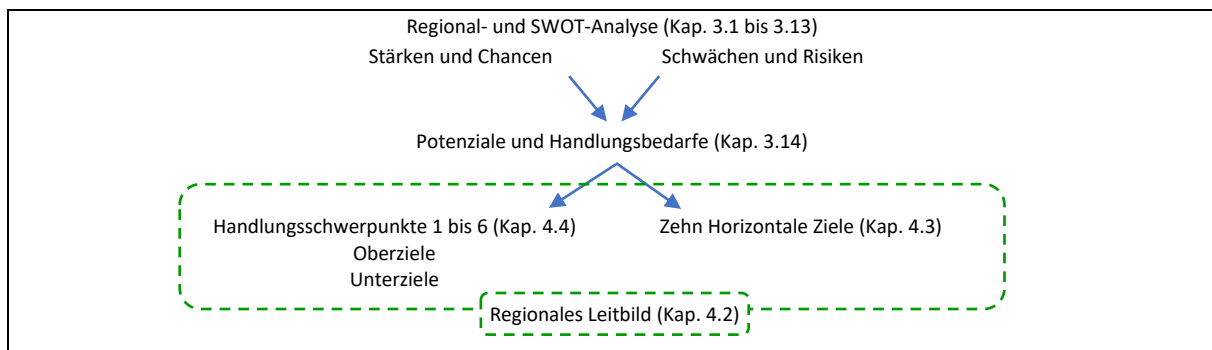 Regional- und SWOT-Analyse (Kap. 3.1 bis 3.13)
Stärken und Chancen Schwächen und Risiken
Potenziale und Handlungsbedarfe (Kap. 3.14)
Handlungsschwerpunkte 1 bis 6 (Kap. 4.4) Zehn Horizontale Ziele (Kap. 4.3)
Oberziele
Unterziele
Regionales Leitbild (Kap. 4.2)